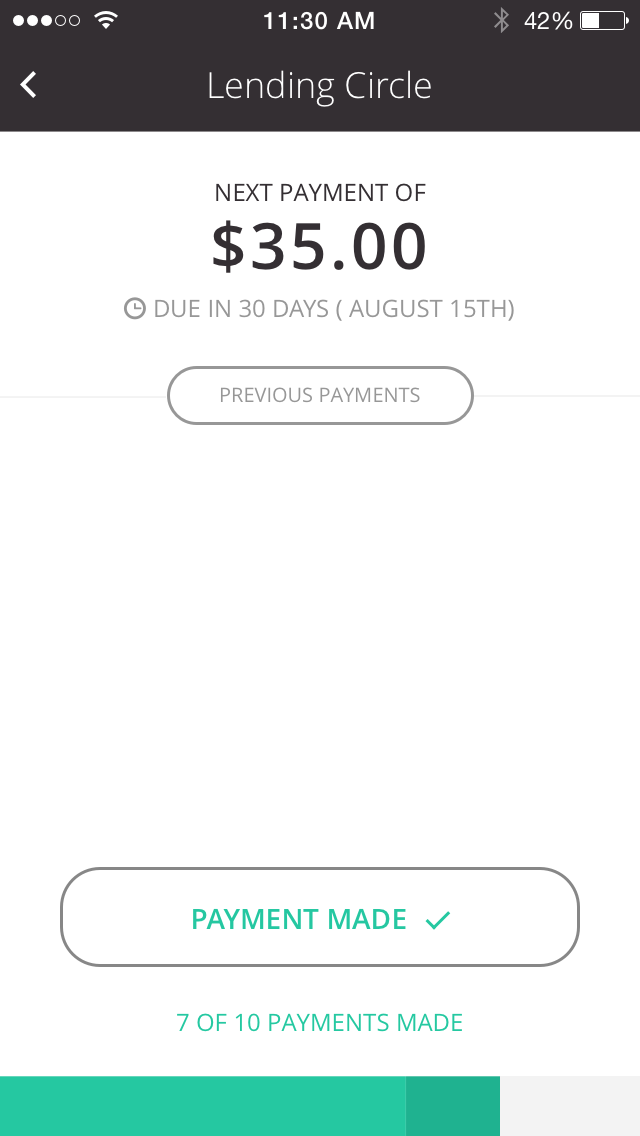 11:30 AM
42%
Lending Circle
NEXT PAYMENT OF
$35.00
DUE IN 30 DAYS ( AUGUST 15TH)
PREVIOUS PAYMENTS
PAYMENT MADE
7 OF 10 PAYMENTS MADE